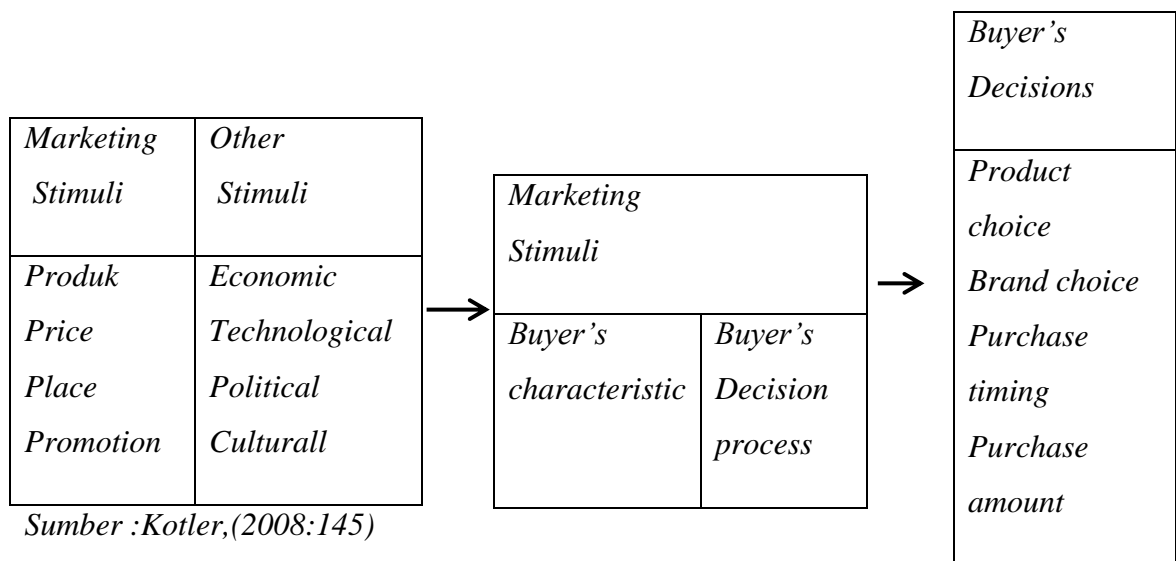 Marketing
Stimuli
Other
Stimuli
Produk
Price
Place
Promotion
Economic
Technological
Political
Culturall
Marketing
Stimuli
Buyer’s
characteristic
Buyer’s
Decision
process
Buyer’s
Decisions
Product
choice
Brand choice
Purchase
timing
Purchase
amount
Sumber :Kotler,(2008:145)